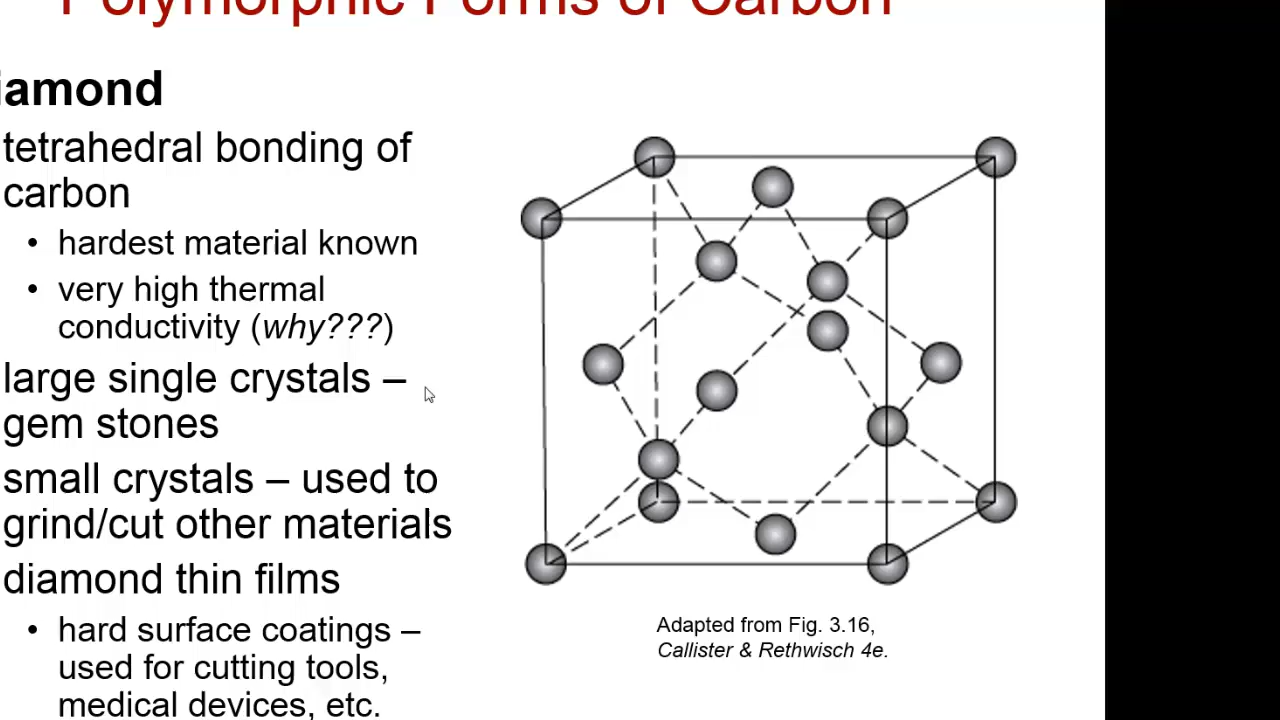 Polymorphic Forms of Carbon
iamond
tetrahedral bonding of
carbon
• hardest material known
• very high thermal
conductivity (why???)
large single crystals –
gem stones
small crystals – used to
grind/cut other materials
diamond thin films
• hard surface coatings –
used for cutting tools,
medical devices, etc.
Adapted from Fig. 3.16,
Callister & Rethwisch 4e.